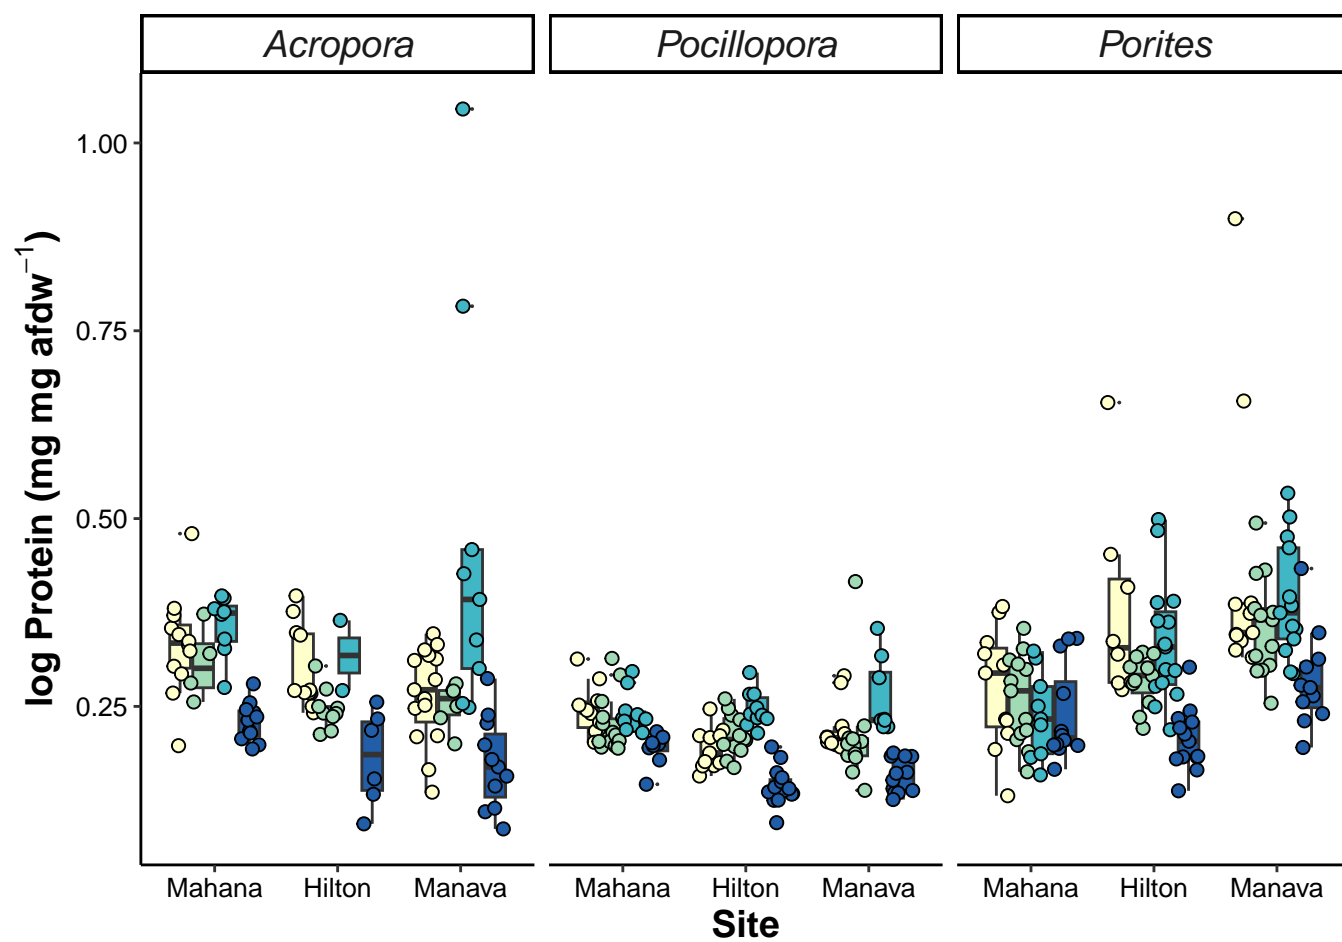 Acropora Pocillopora Porites
log Protein (mg mg afdw−1)
1.00
0.75
0.50
0.25
Mahana Hilton Manava Mahana Hilton Manava Mahana Hilton Manava
Site